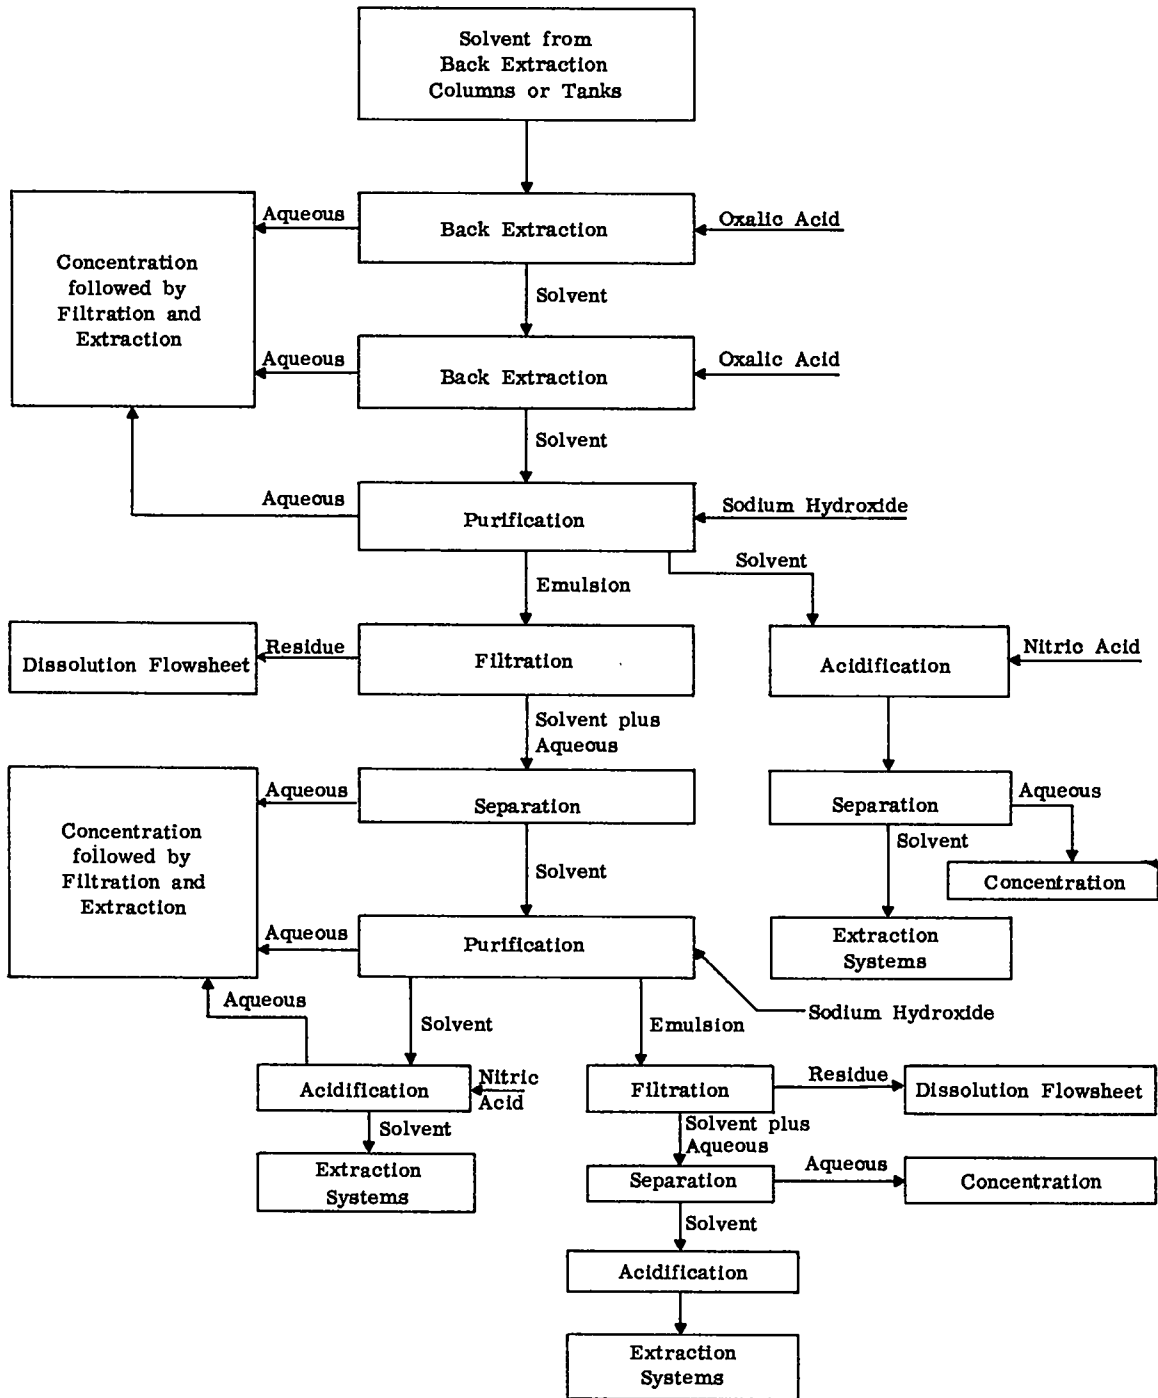 Solvent from
Back Extraction
Columns or Tanks
Aqueous
Back Extraction
Oxalic Acid
Concentration
followed by
Filtration and
Extraction
Solvent
Aqueous
Back Extraction
Oxalic Acid
Solvent
Aqueous
Purification
Sodium Hydroxide
Emulsion
Solvent
Dissolution Flowsheet
Residue
Filtration
Acidification
Nitric Acid
Solvent plus
Aqueous
Aqueous
Separation
Separation
Aqueous
Concentration
followed by
Filtration and
Extraction
Solvent
Solvent
Concentration
Aqueous
Purification
Extraction
Systems
Sodium Hydroxide
Aqueous
Solvent
Emulsion
Acidification
Nitric
Acid
Filtration
Residue
Dissolution Flowsheet
Solvent
Solvent plus
Aqueous
Extraction
Systems
Separation
Aqueous
Concentration
Solvent
Acidification
Extraction
Systems